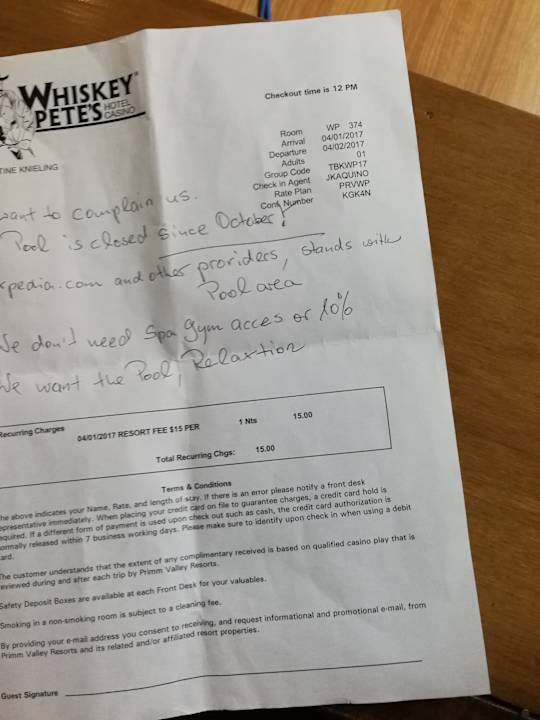 WHISKEY
PETE'S HOTEL CASINO
Checkout time is 12 PM
TINE KNIELING
Room WP 374
Arrival 04/01/2017
Departure 04/02/2017
Adults 01
Group Code TBKWP17
Check in Agent JKAQUINO
Rate Plan PRVWP
Conf. Number KGK4N
want to complain us.
Pool is closed since October!
xpedia.com and other providers, stands with
Pool area
We don't need Spa Gym acces or 10%
We want the Pool, Relaxtion
Recurring Charges
04/01/2017 RESORT FEE $15 PER 1 Nts 15.00
Total Recurring Chgs: 15.00
Terms & Conditions
The above indicates your Name, Rate, and length of stay. If there is an error please notify a front desk
epresentative immediately. When placing your credit card on file to guarantee charges, a credit card hold is
equired. If a different form of payment is used upon check out such as cash, the credit card authorization is
ormally released within 7 business working days. Please make sure to identify upon check in when using a debit
ard.
The customer understands that the extent of any complimentary received is based on qualified casino play that is
eviewed during and after each trip by Primm Valley Resorts.
Safety Deposit Boxes are available at each Front Desk for your valuables.
Smoking in a non-smoking room is subject to a cleaning fee.
By providing your e-mail address you consent to receiving, and request informational and promotional e-mail, from
Primm Valley Resorts and its related and/or affiliated resort properties.
Guest Signature